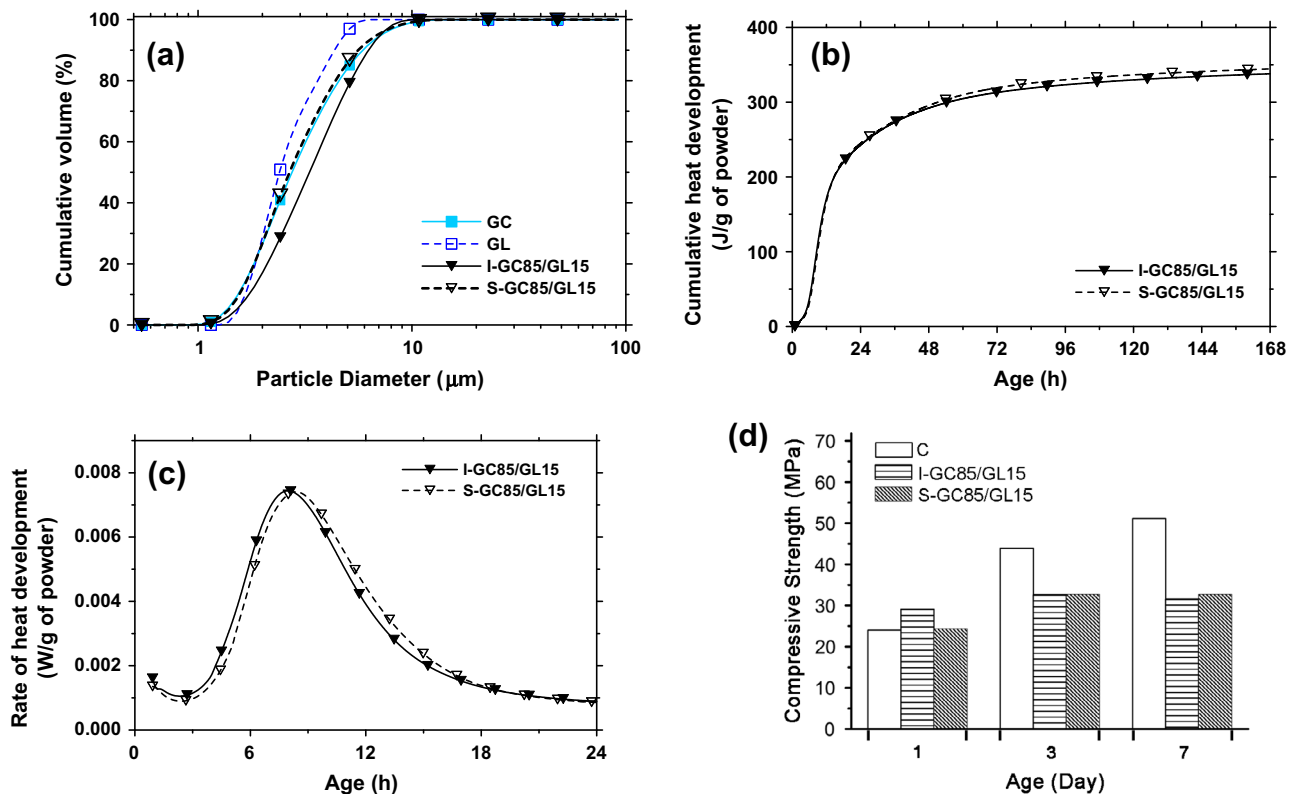 (a)
Cumulative volume (%)
100
80
60
40
20
0
GC
GL
I-GC85/GL15
S-GC85/GL15
1
10
100
Particle Diameter (μm)
(b)
Cumulative heat development
(J/g of powder)
400
300
200
100
0
I-GC85/GL15
S-GC85/GL15
0
24
48
72
96
120
144
168
Age (h)
(c)
Rate of heat development
(W/g of powder)
0.008
0.006
0.004
0.002
0.000
I-GC85/GL15
S-GC85/GL15
0
6
12
18
24
Age (h)
(d)
Compressive Strength (MPa)
70
60
50
40
30
20
10
0
C
I-GC85/GL15
S-GC85/GL15
1
3
7
Age (Day)